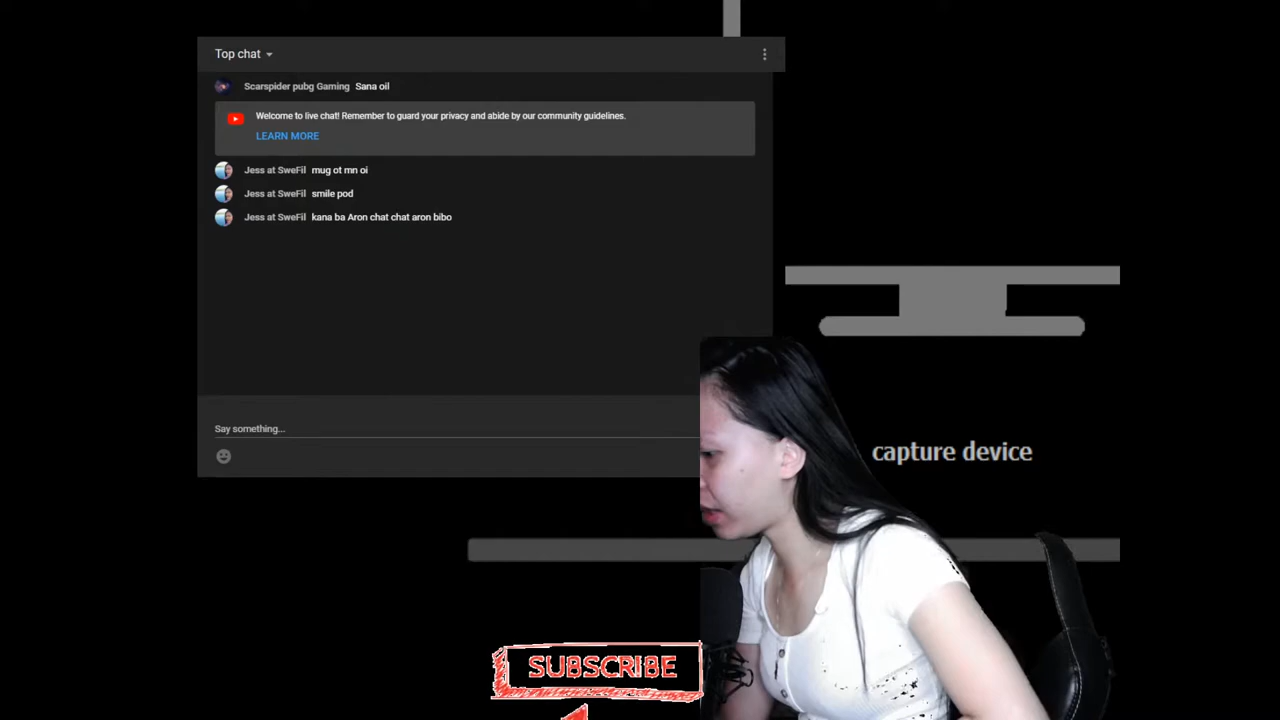 Top chat
Scarspider pubg Gaming Sana oil
Welcome to live chat! Remember to guard your privacy and abide by our community guidelines.
LEARN MORE
Jess at SweFil mug ot mn oi
Jess at SweFil smile pod
Jess at SweFil kana ba Aron chat chat aron bibo
Say something...
capture device
SUBSCRIBE